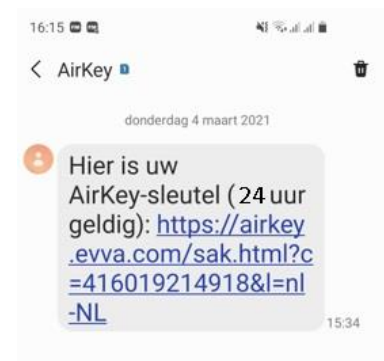 16:15
AirKey
donderdag 4 maart 2021
Hier is uw
AirKey-sleutel (24 uur
geldig): https://airkey
.evva.com/sak.html?c
=416019214918&l=nl
-NL
15:34